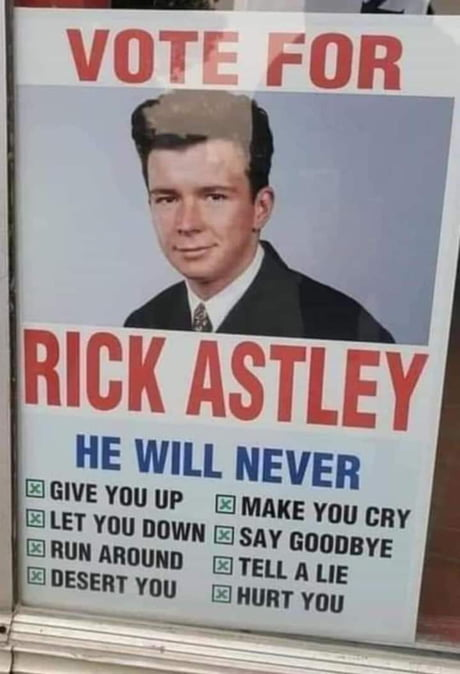 VOTE FOR
RICK ASTLEY
HE WILL NEVER
GIVE YOU UP
LET YOU DOWN
RUN AROUND
DESERT YOU
MAKE YOU CRY
SAY GOODBYE
TELL A LIE
HURT YOU